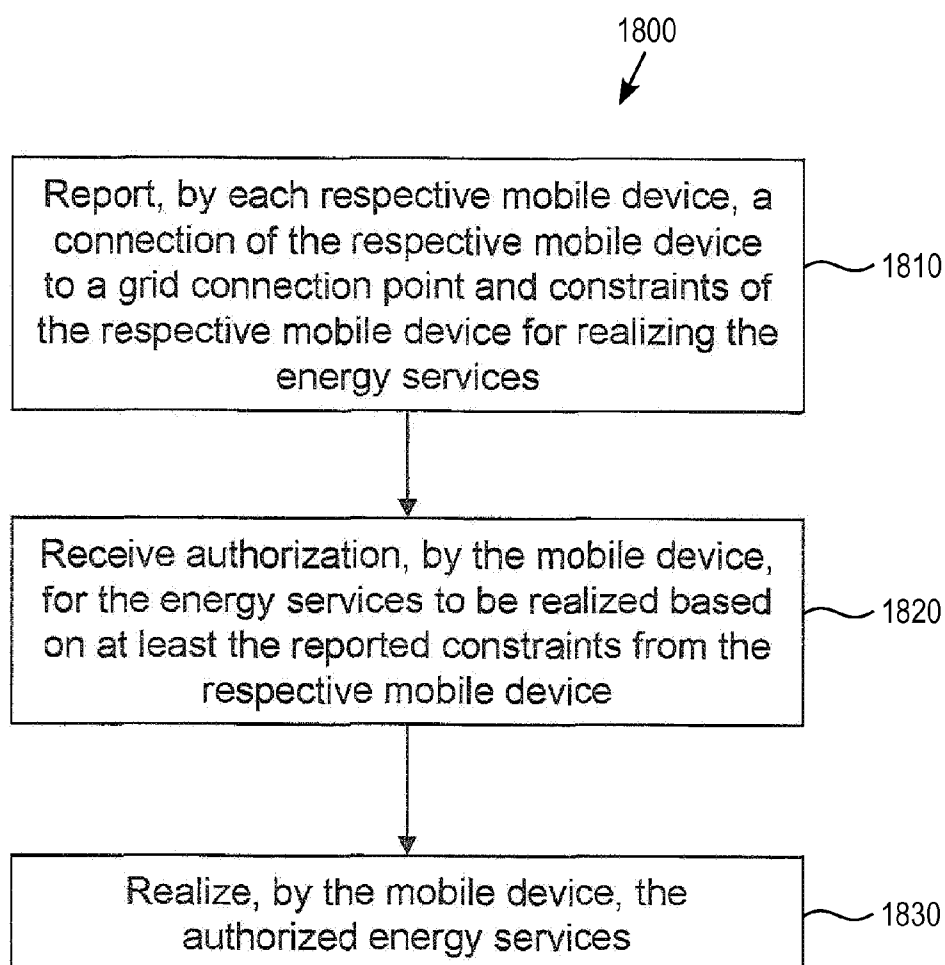 1800
Report, by each respective mobile device, a
connection of the respective mobile device
to a grid connection point and constraints of
the respective mobile device for realizing the
energy services
1810
Receive authorization, by the mobile device,
for the energy services to be realized based
on at least the reported constraints from the
respective mobile device
1820
Realize, by the mobile device, the
authorized energy services
1830